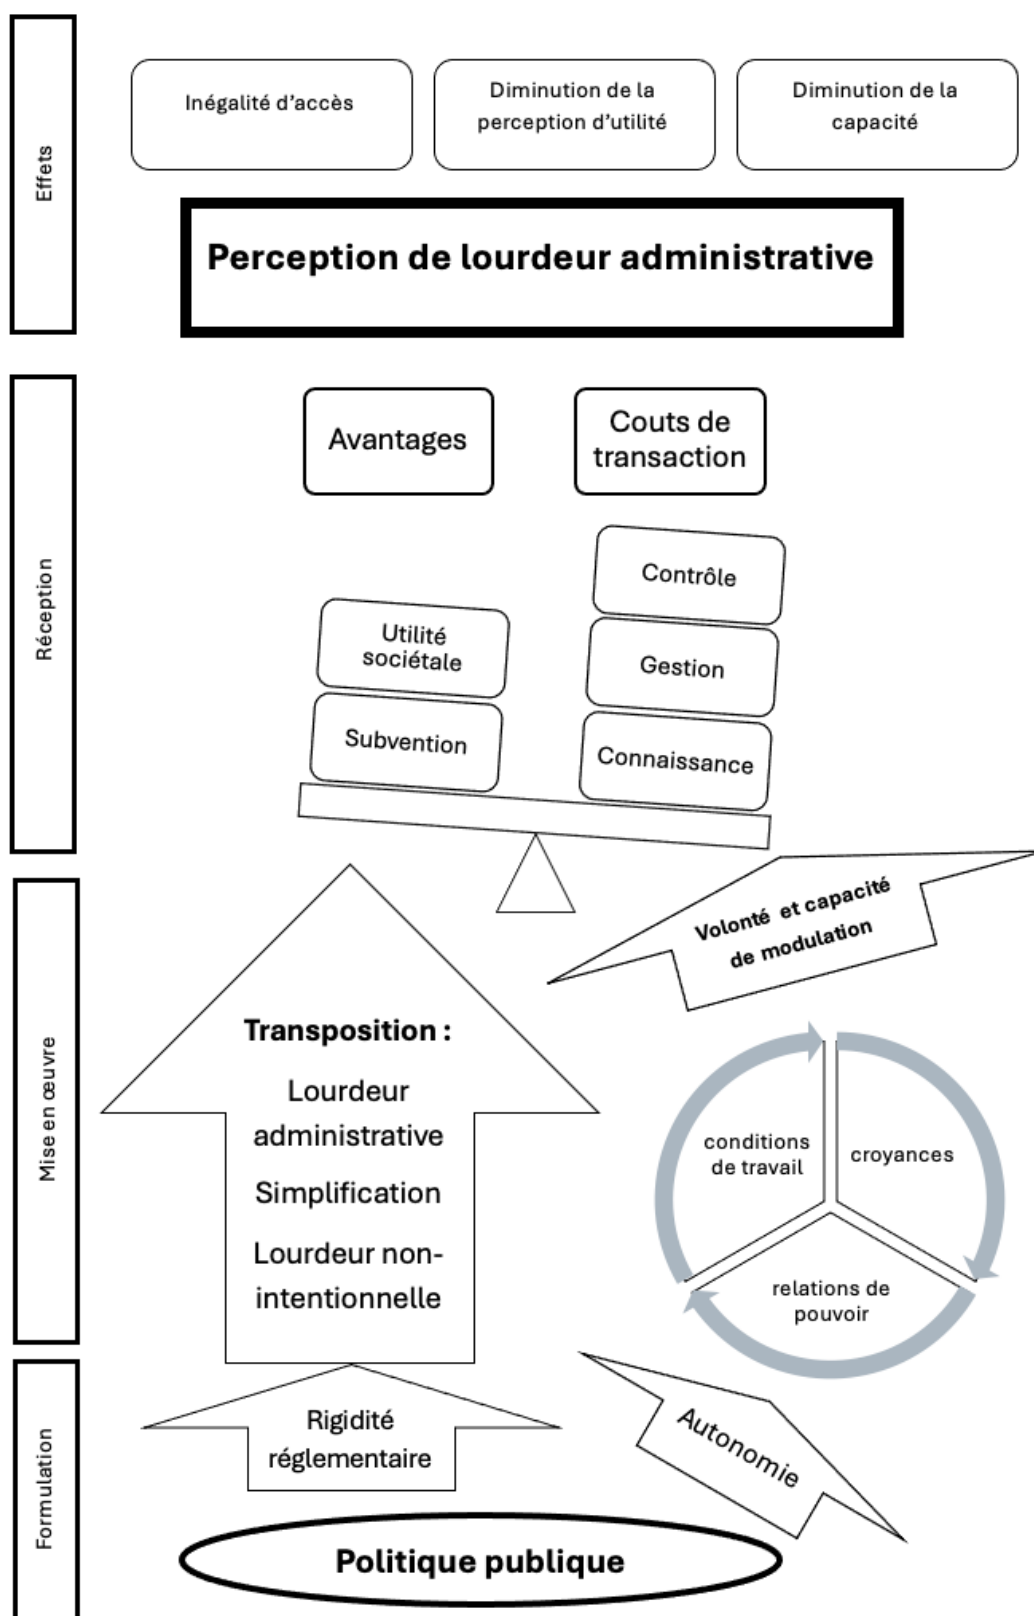 Effets
Inégalité d’accès
Diminution de la
perception d’utilité
Diminution de la
capacité
Perception de lourdeur administrative
Réception
Avantages
Couts de
transaction
Utilité
sociétale
Subvention
Contrôle
Gestion
Connaissance
Mise en œuvre
Volonté et capacité
de modulation
Transposition :
Lourdeur
administrative
Simplification
Lourdeur non-
intentionnelle
conditions
de travail
croyances
relations de
pouvoir
Formulation
Rigidité
réglementaire
Autonomie
Politique publique